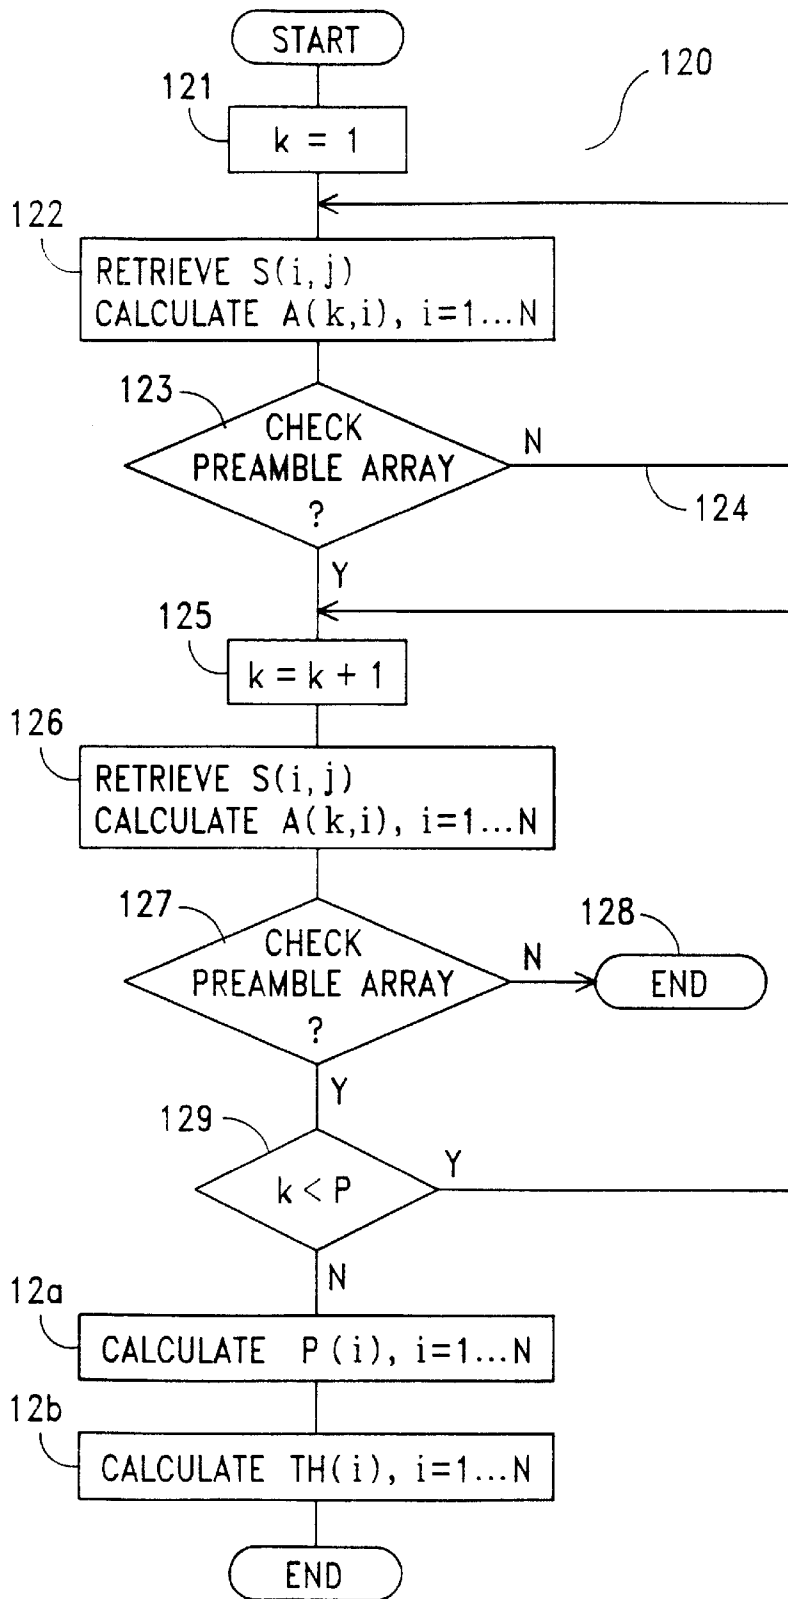 START
120
121
k = 1
122
RETRIEVE S(i,j)
CALCULATE A(k,i), i=1...N
123
CHECK
PREAMBLE ARRAY
?
N
124
Y
125
k = k + 1
126
RETRIEVE S(i,j)
CALCULATE A(k,i), i=1...N
127
CHECK
PREAMBLE ARRAY
?
N
128
END
Y
129
k < P
Y
N
12a
CALCULATE P(i), i=1...N
12b
CALCULATE TH(i), i=1...N
END